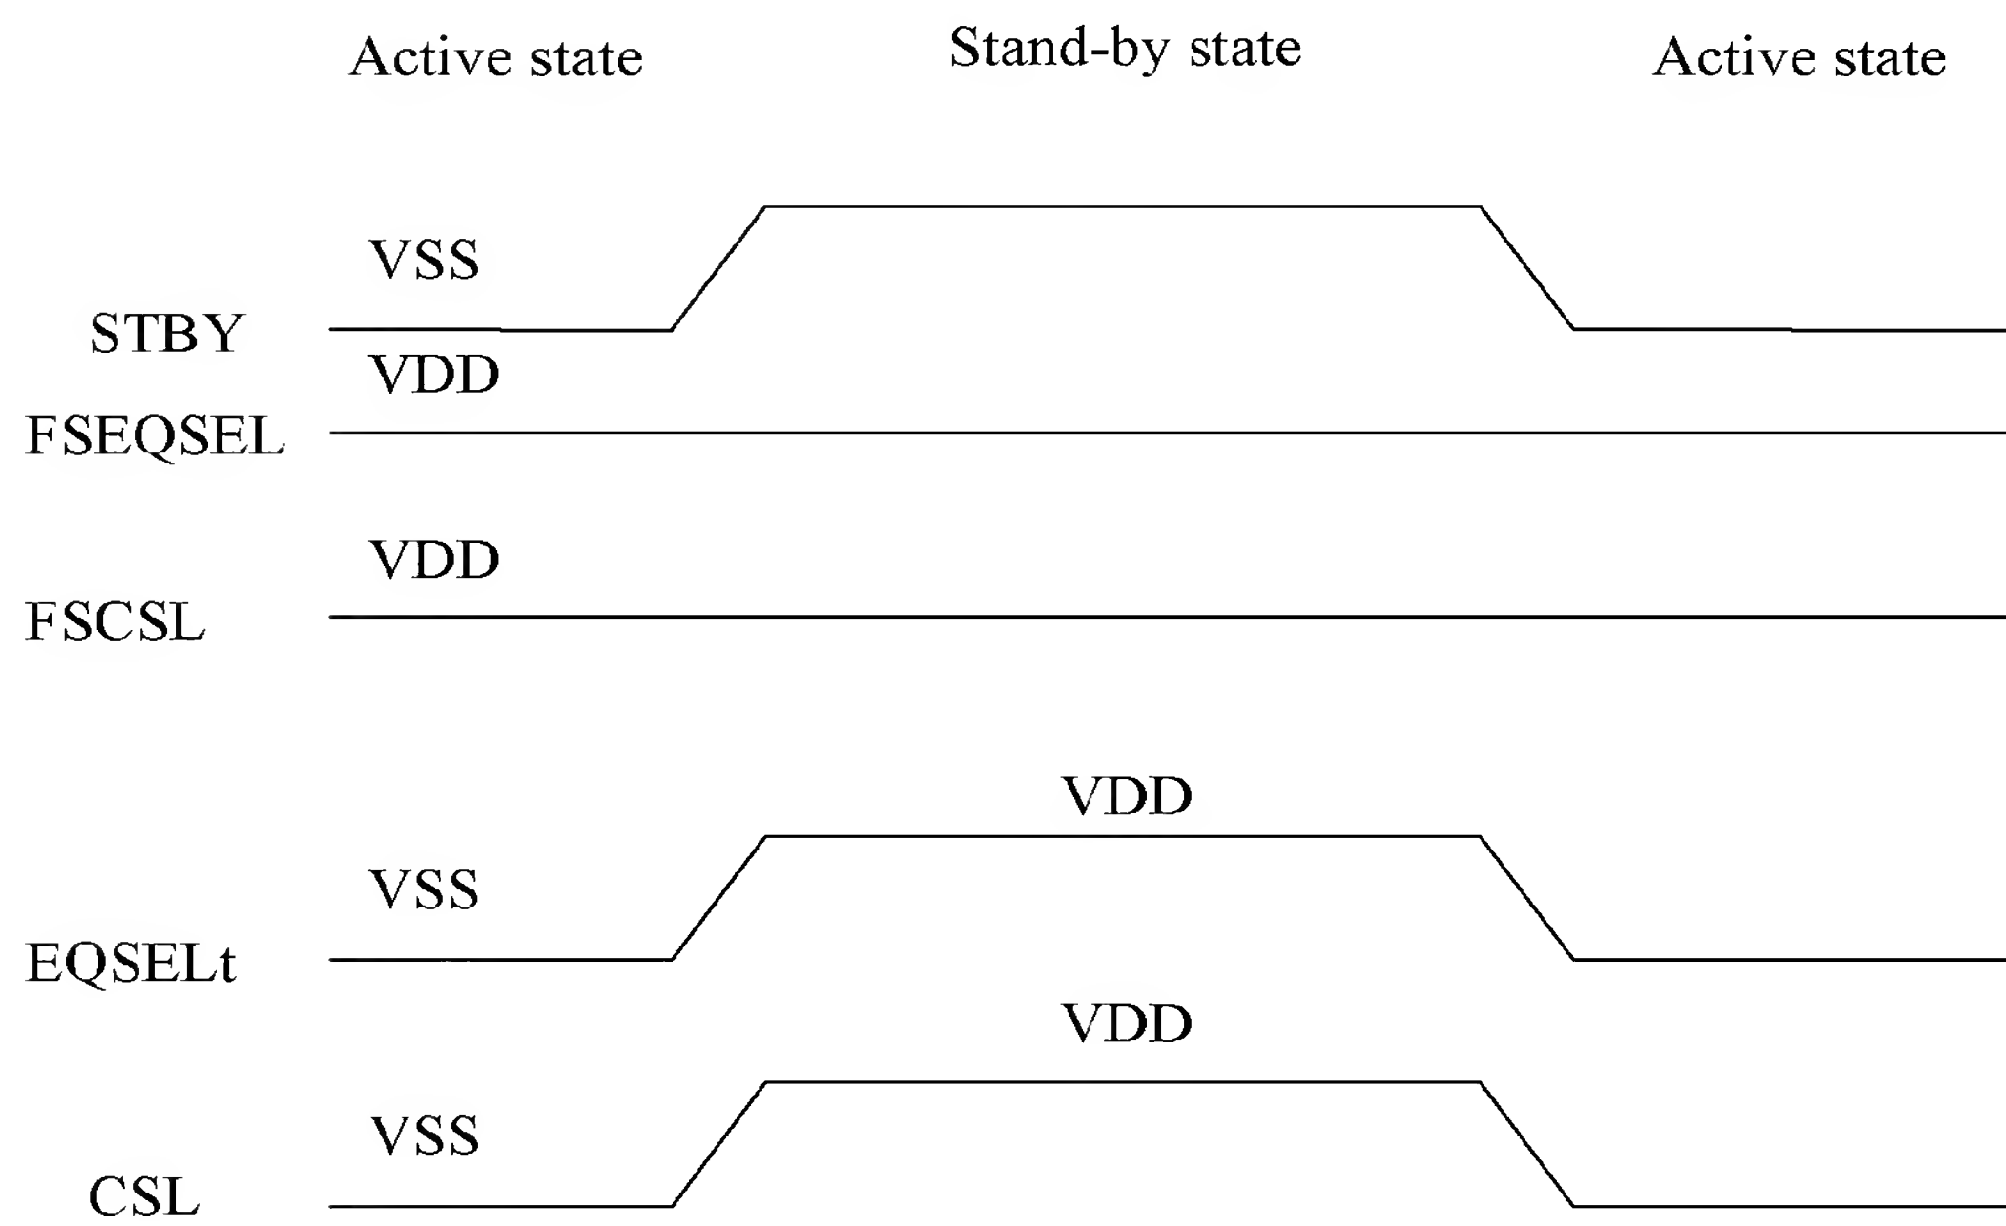 Active state Stand-by state Active state
VSS
STBY
VDD
FSEQSEL
VDD
FSCSL
VDD
VSS
EQSELt
VDD
VSS
CSL